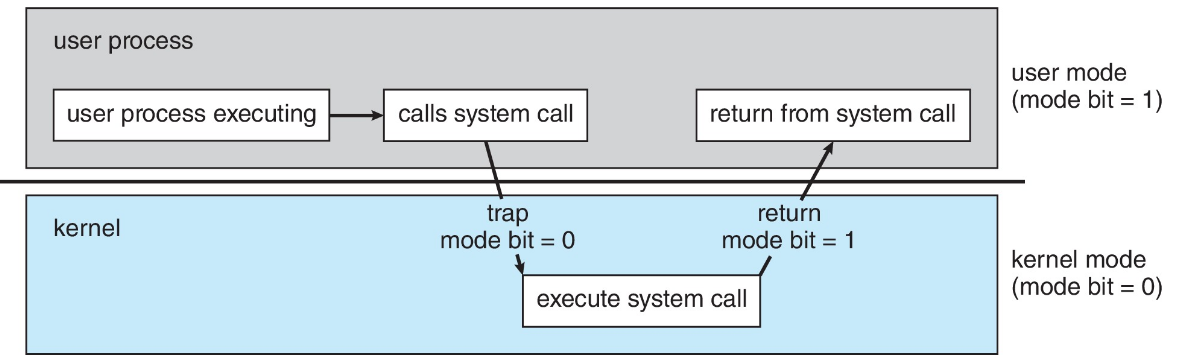 user process
user process executing
calls system call
return from system call
user mode
(mode bit = 1)
kernel
trap
mode bit = 0
return
mode bit = 1
execute system call
kernel mode
(mode bit = 0)